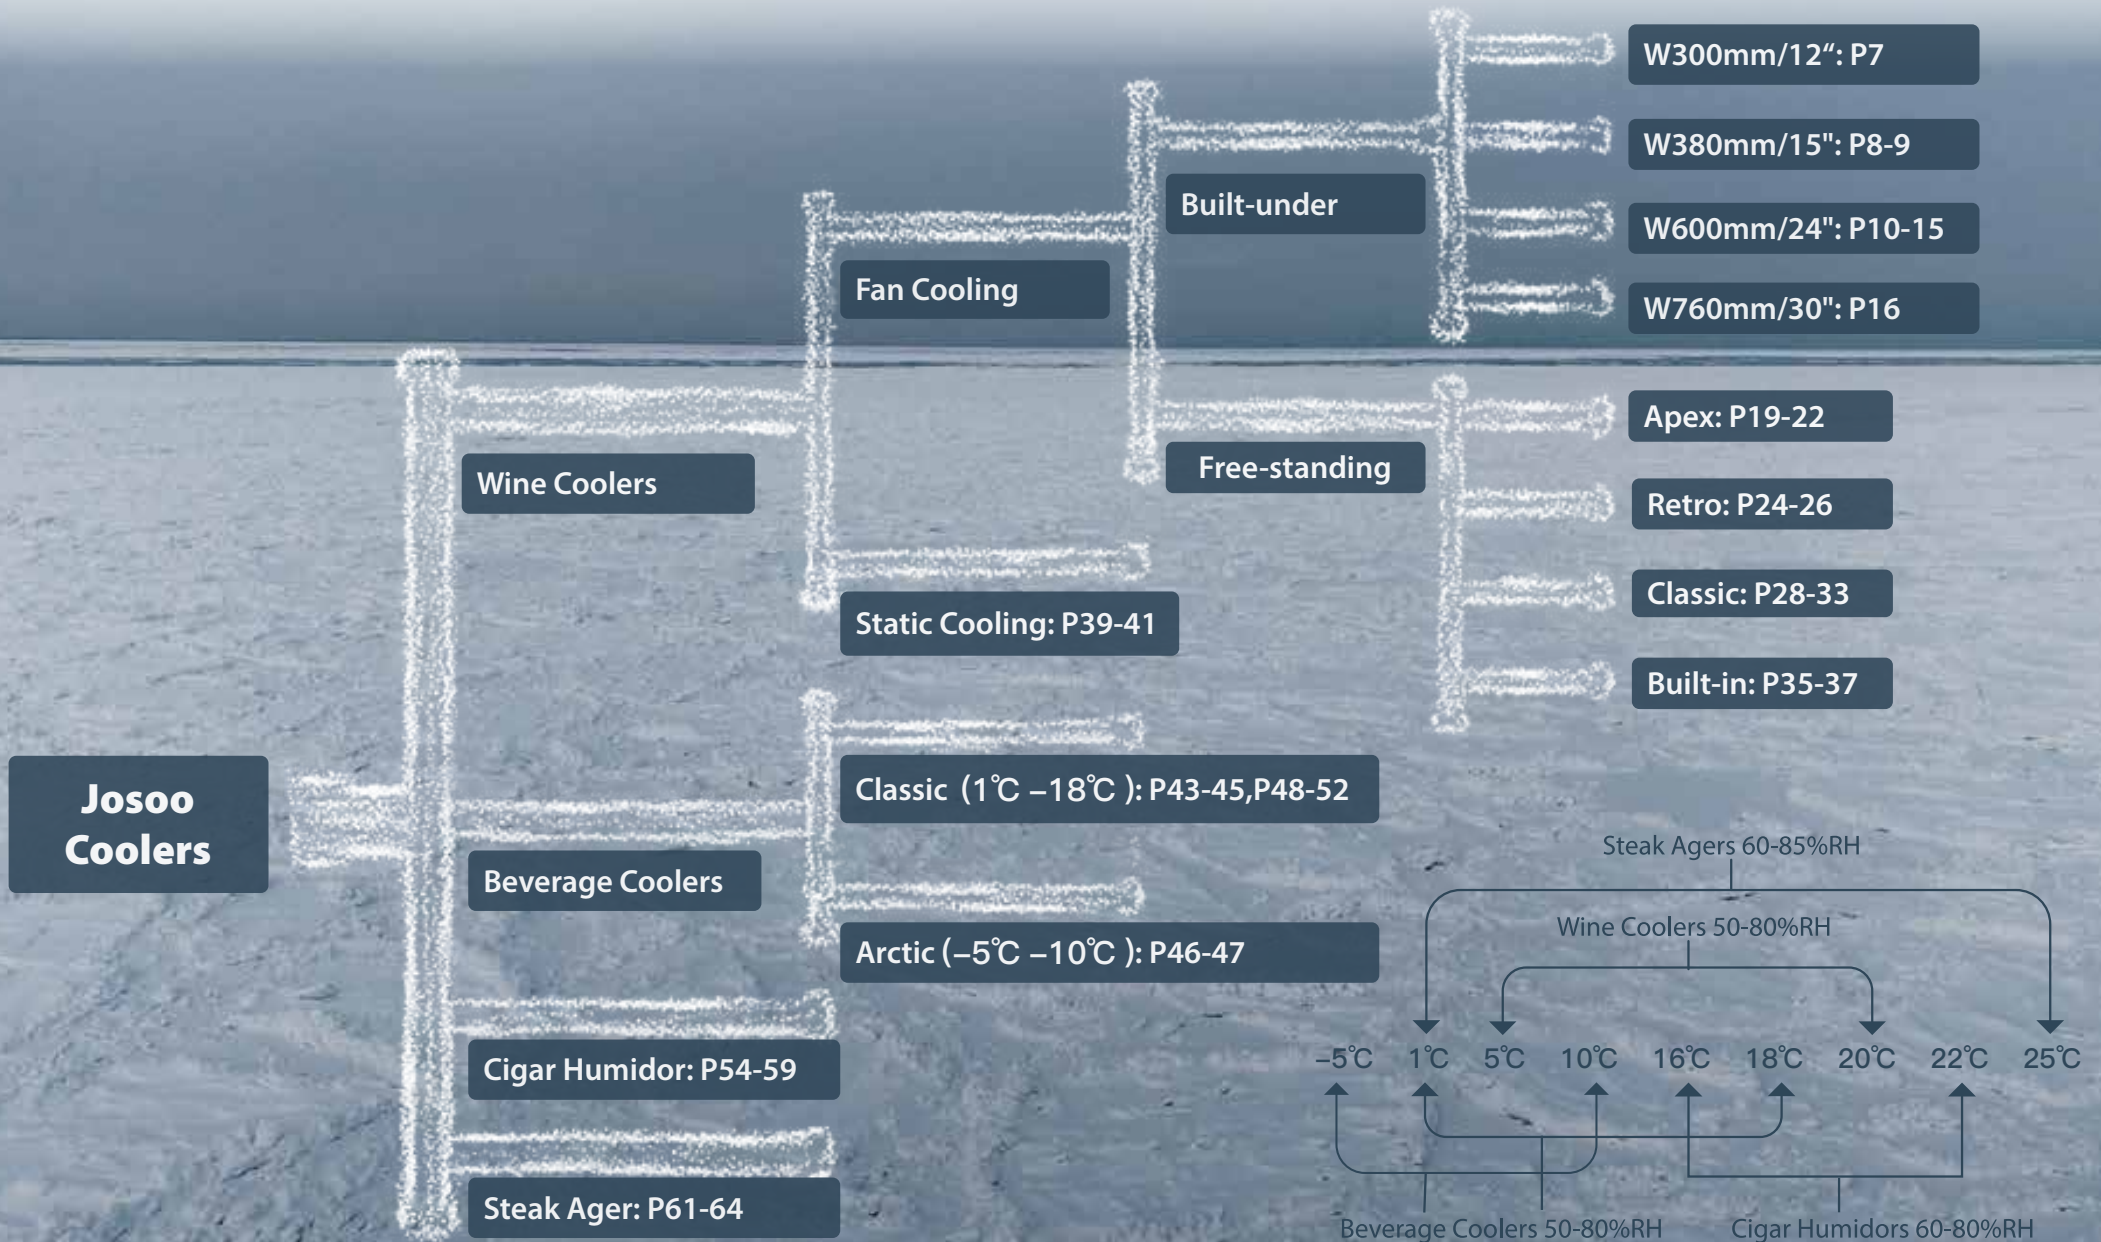 Josoo
Coolers
Wine Coolers
Fan Cooling
Built-under
W300mm/12“: P7
W380mm/15": P8-9
W600mm/24": P10-15
W760mm/30": P16
Free-standing
Apex: P19-22
Retro: P24-26
Classic: P28-33
Built-in: P35-37
Static Cooling: P39-41
Beverage Coolers
Classic (1℃ –18℃ ): P43-45,P48-52
Arctic (–5℃ –10℃ ): P46-47
Cigar Humidor: P54-59
Steak Ager: P61-64
Steak Agers 60-85%RH
Wine Coolers 50-80%RH
–5℃ 1℃ 5℃ 10℃ 16℃ 18℃ 20℃ 22℃ 25℃
Beverage Coolers 50-80%RH
Cigar Humidors 60-80%RH